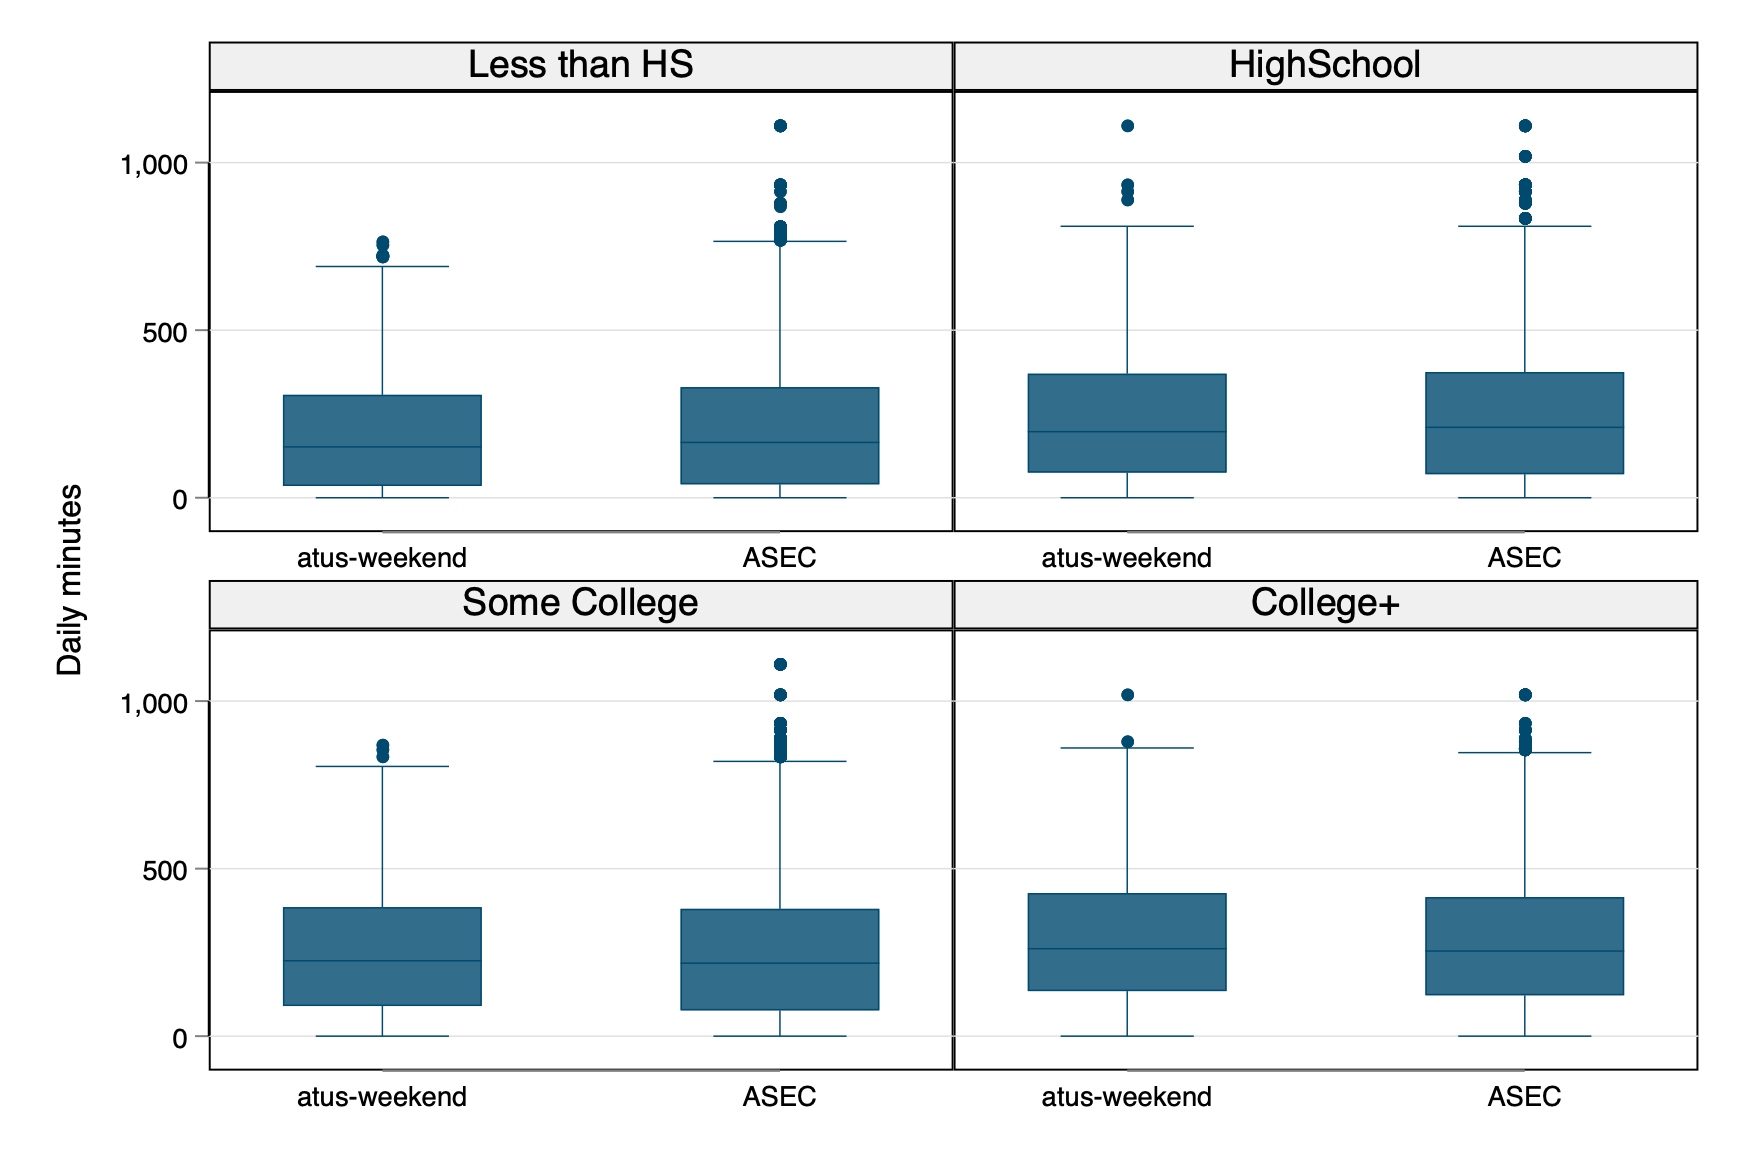 Less than HS
HighSchool
1,000
500
0
atus-weekend
ASEC
atus-weekend
ASEC
Daily minutes
Some College
College+
1,000
500
0
atus-weekend
ASEC
atus-weekend
ASEC